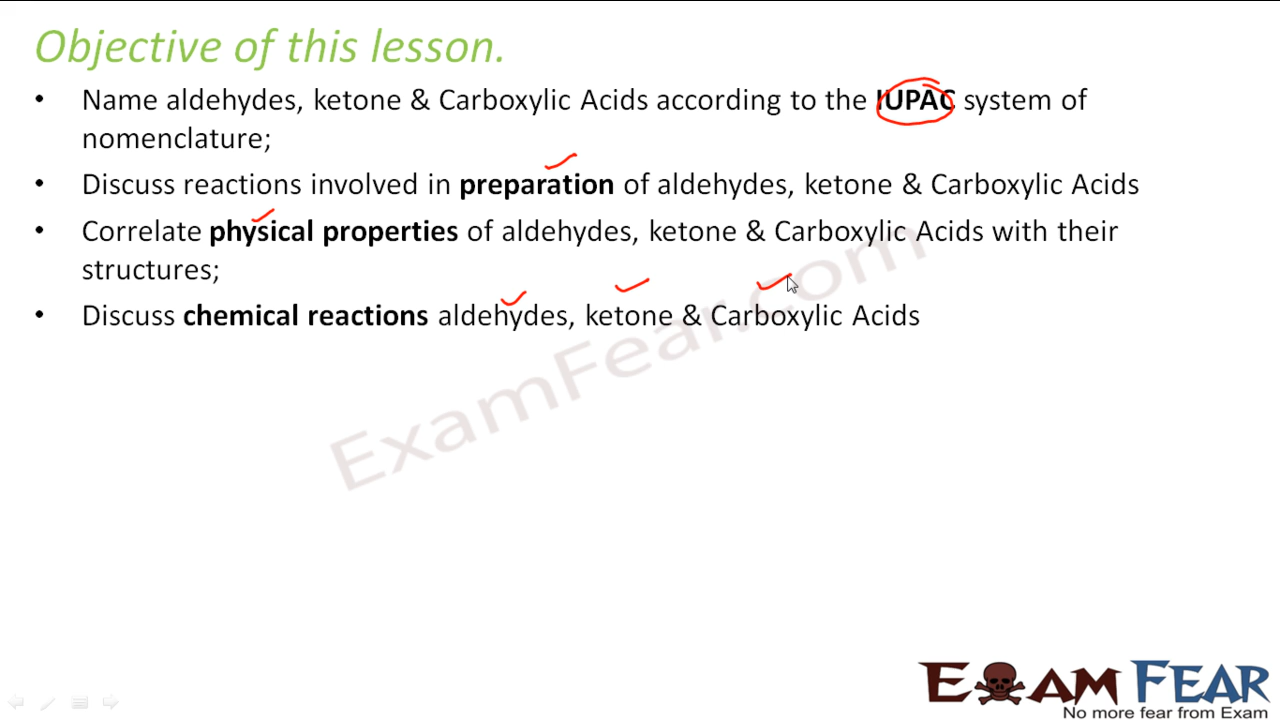 Objective of this lesson.
• Name aldehydes, ketone & Carboxylic Acids according to the IUPAC system of
nomenclature;
• Discuss reactions involved in preparation of aldehydes, ketone & Carboxylic Acids
• Correlate physical properties of aldehydes, ketone & Carboxylic Acids with their
structures;
• Discuss chemical reactions aldehydes, ketone & Carboxylic Acids
ExamFear.com
EXAM FEAR
No more fear from Exam